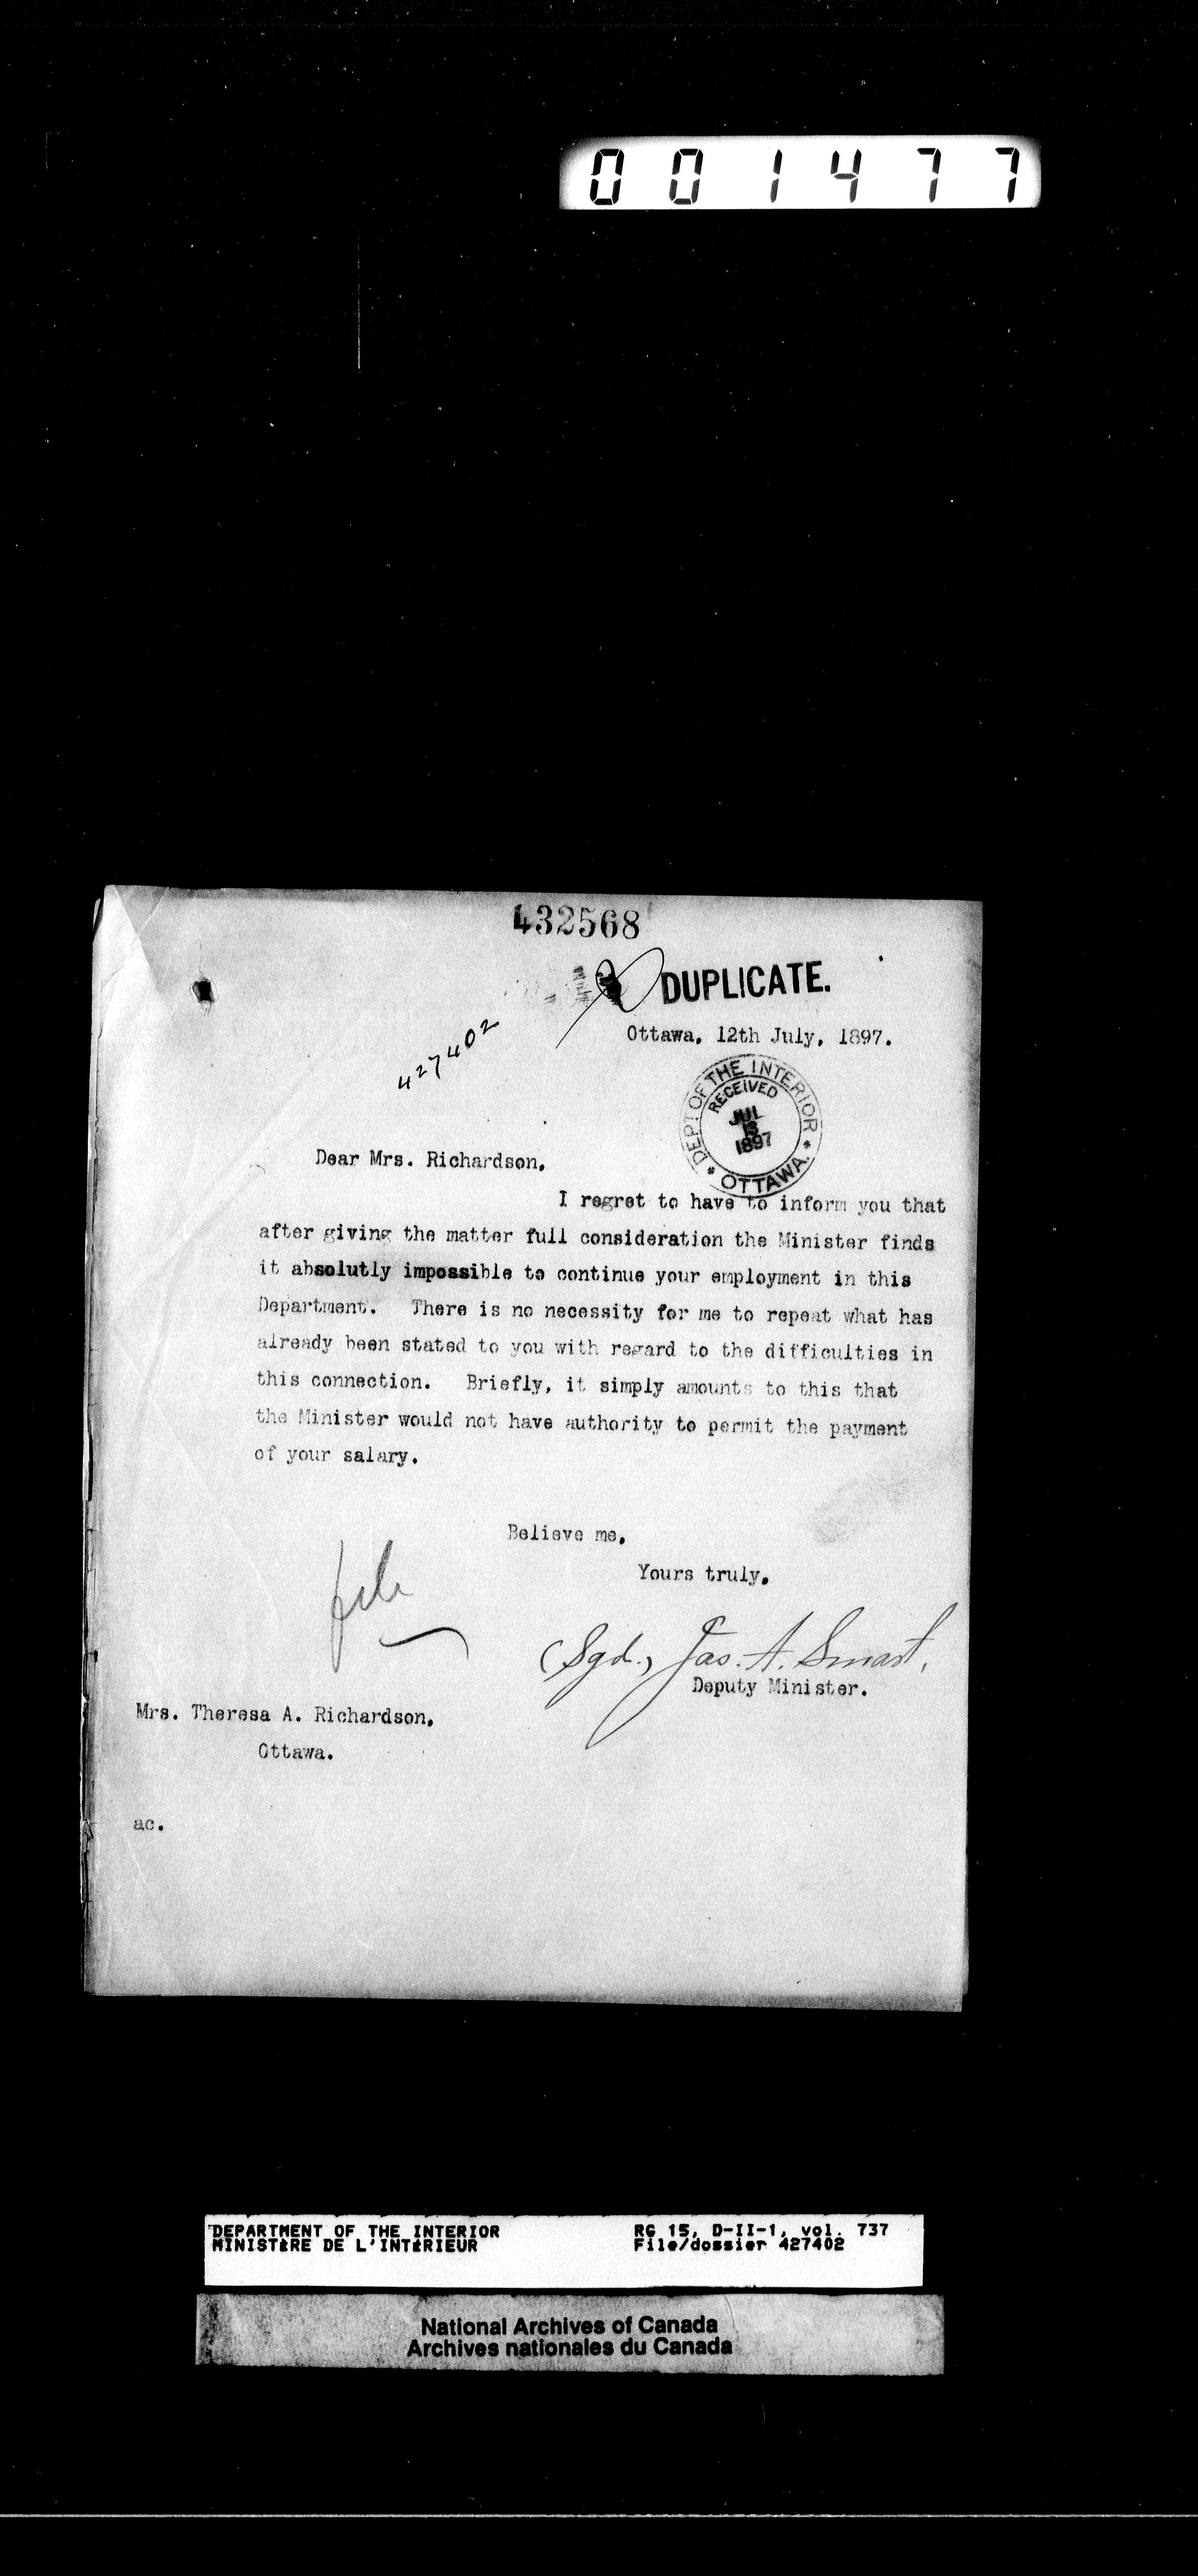 001477
432568
DUPLICATE.
Ottawa, 12th July, 1897.
427402
DEPT OF THE INTERIOR
RECEIVED
JUL
13
1897
* OTTAWA. *
Dear Mrs. Richardson,
I regret to have to inform you that
after giving the matter full consideration the Minister finds
it absolutly impossible to continue your employment in this
Department. There is no necessity for me to repeat what has
already been stated to you with regard to the difficulties in
this connection. Briefly, it simply amounts to this that
the Minister would not have authority to permit the payment
of your salary.
Believe me,
Yours truly,
file
(Sgd.) Jas. A. Smart,
Deputy Minister.
Mrs. Theresa A. Richardson,
Ottawa.
ac.
DEPARTMENT OF THE INTERIOR RG 15, D-II-1, vol. 737
MINISTÈRE DE L'INTÉRIEUR File/dossier 427402
National Archives of Canada
Archives nationales du Canada